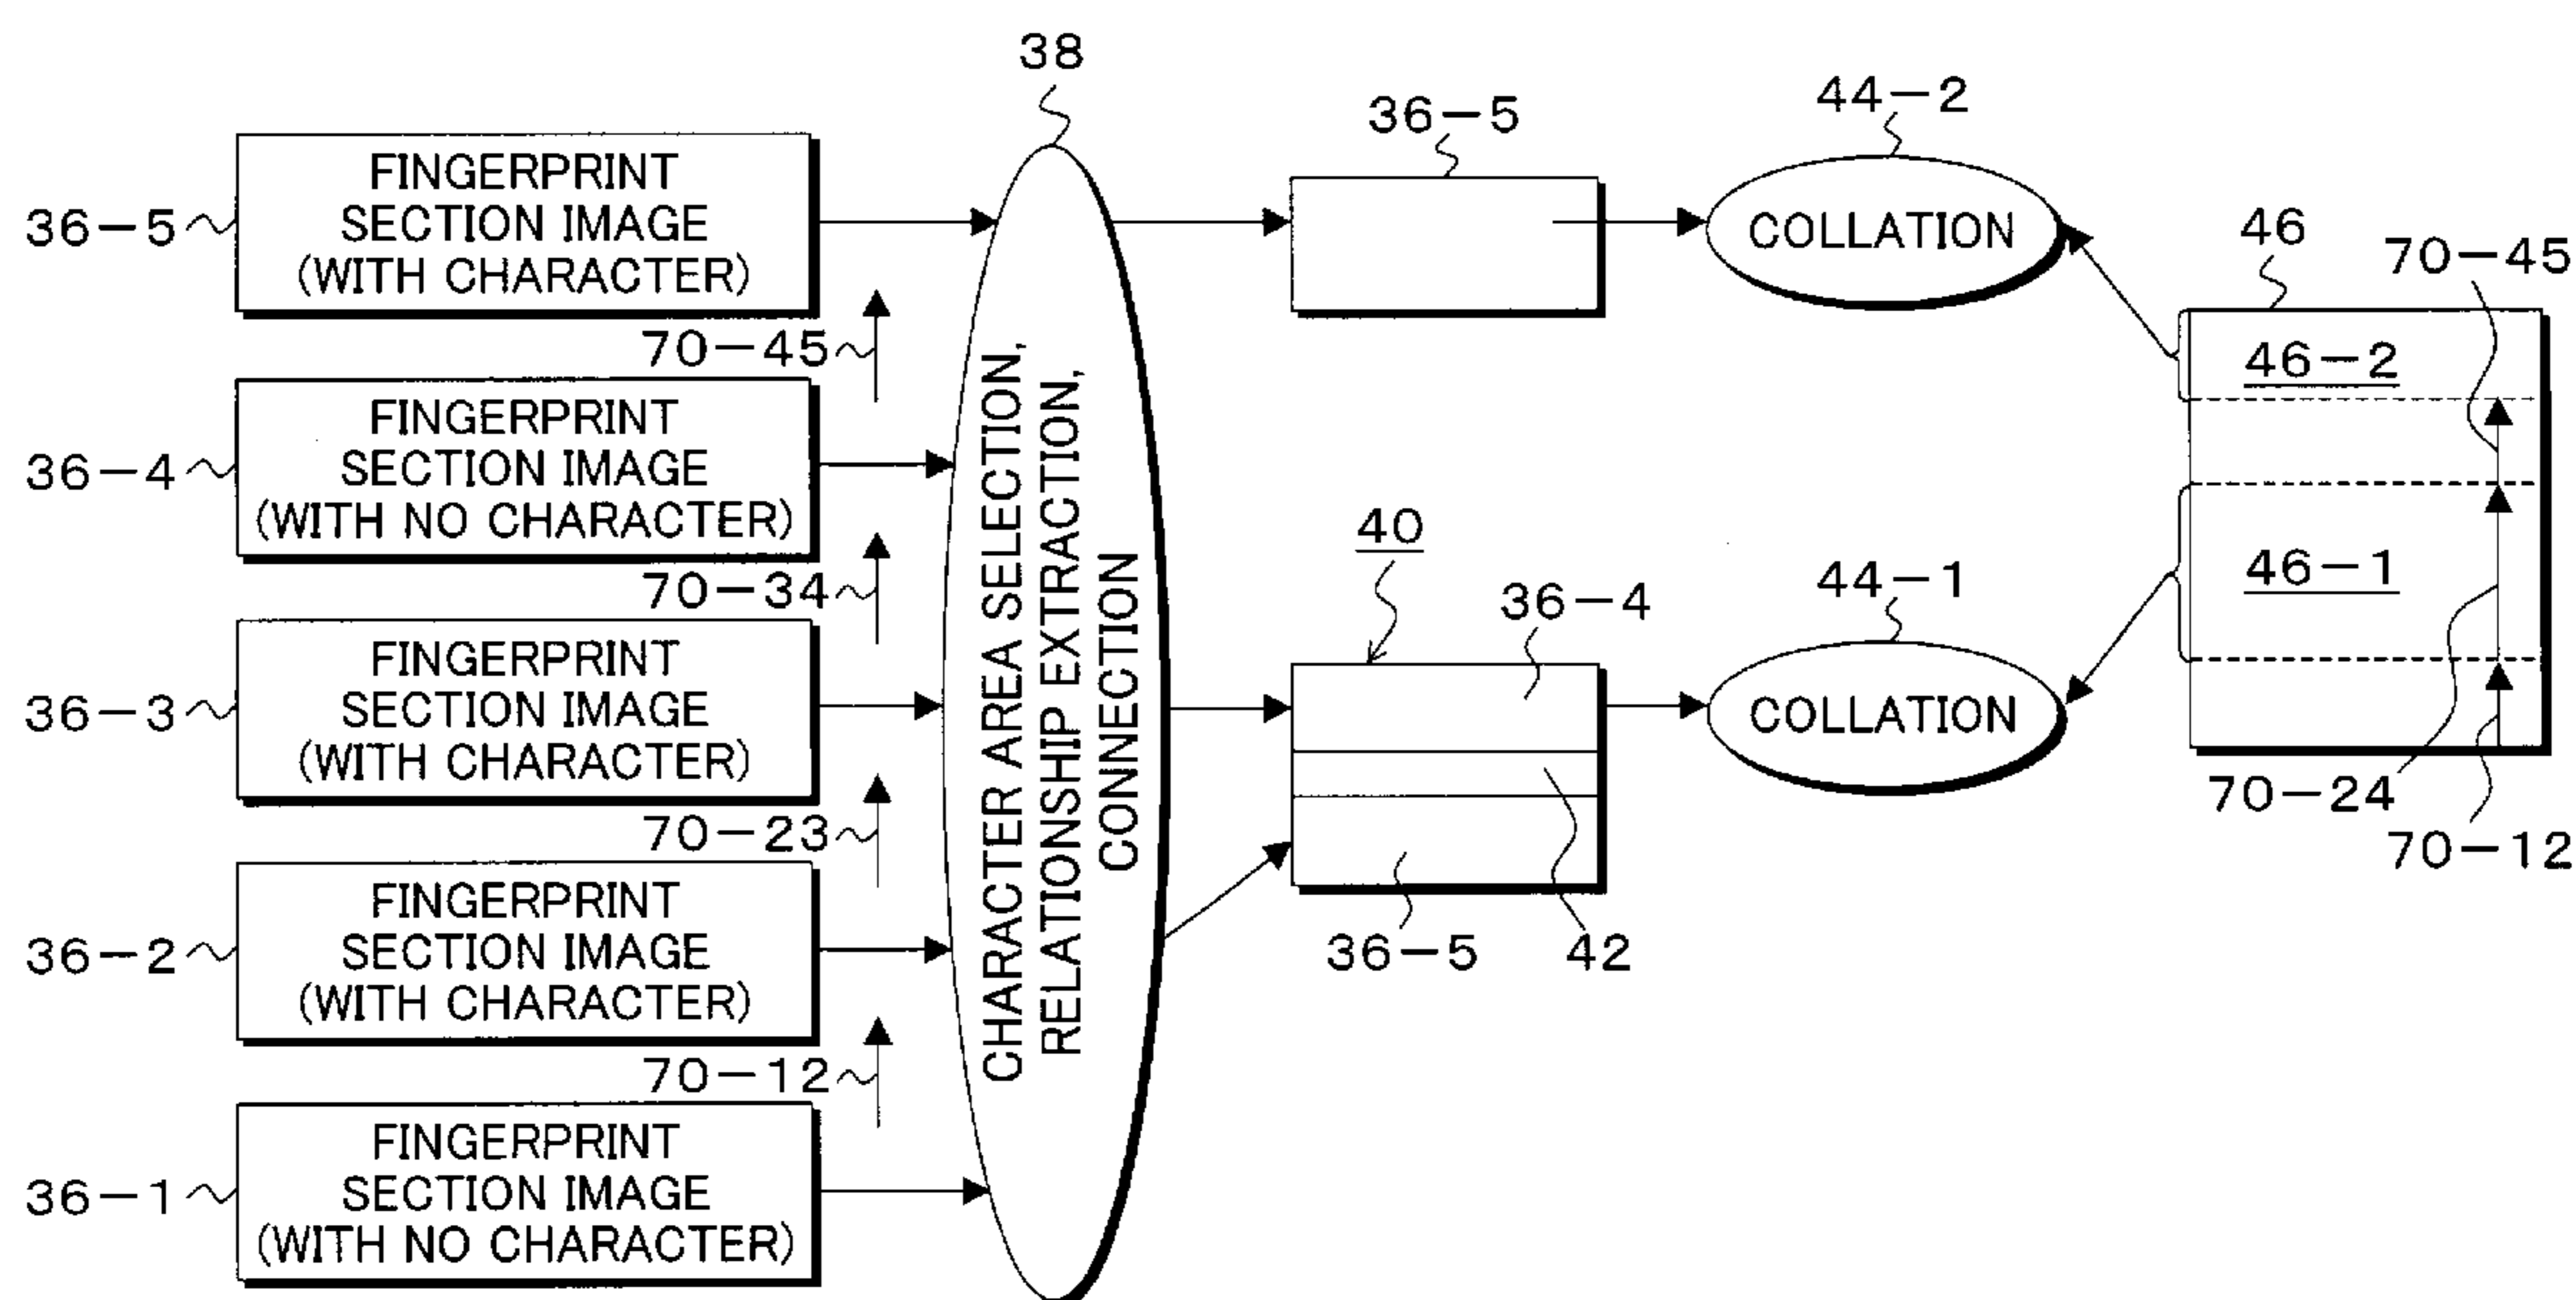 38
36-5
FINGERPRINT
SECTION IMAGE
(WITH CHARACTER)
70-45
36-4
FINGERPRINT
SECTION IMAGE
(WITH NO CHARACTER)
70-34
36-3
FINGERPRINT
SECTION IMAGE
(WITH CHARACTER)
70-23
36-2
FINGERPRINT
SECTION IMAGE
(WITH CHARACTER)
70-12
36-1
FINGERPRINT
SECTION IMAGE
(WITH NO CHARACTER)
CHARACTER AREA SELECTION,
RELATIONSHIP EXTRACTION,
CONNECTION
36-5
44-2
COLLATION
40
36-4
36-5
42
44-1
COLLATION
46
70-45
46-2
46-1
70-24
70-12